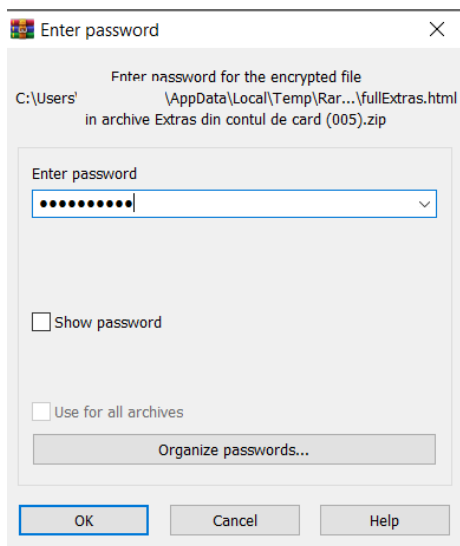 Enter password
Enter password for the encrypted file
C:\Users' \AppData\Local\Temp\Rar...\fullExtras.html
in archive Extras din contul de card (005).zip
Enter password
●●●●●●●●●●
Show password
Use for all archives
Organize passwords...
OK Cancel Help